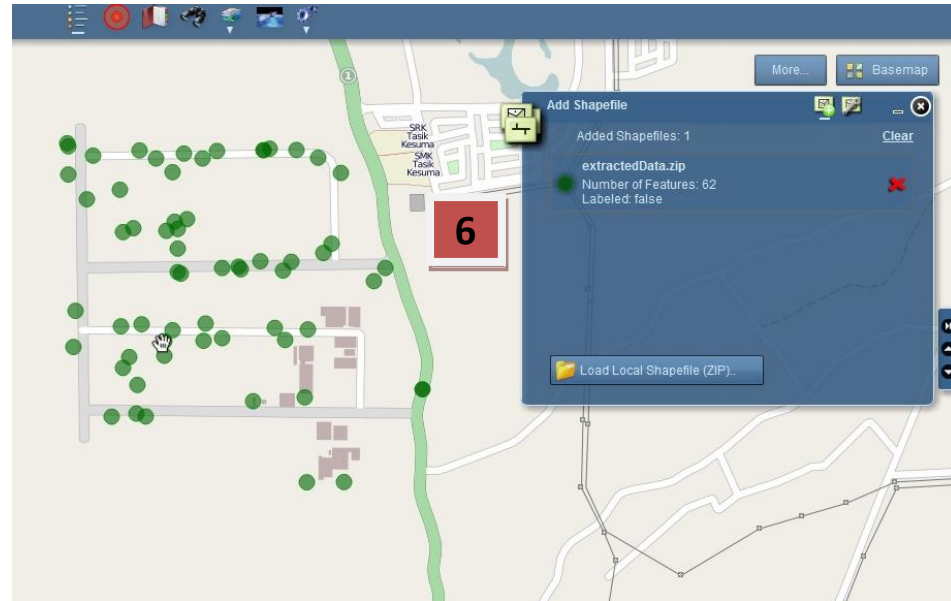 More...
Basemap
1
Add Shapefile
Added Shapefiles: 1
Clear
extractedData.zip
Number of Features: 62
Labeled: false
SRK
Tasik
Kesuma
SMK
Tasik
Kesuma
6
Load Local Shapefile (ZIP)..